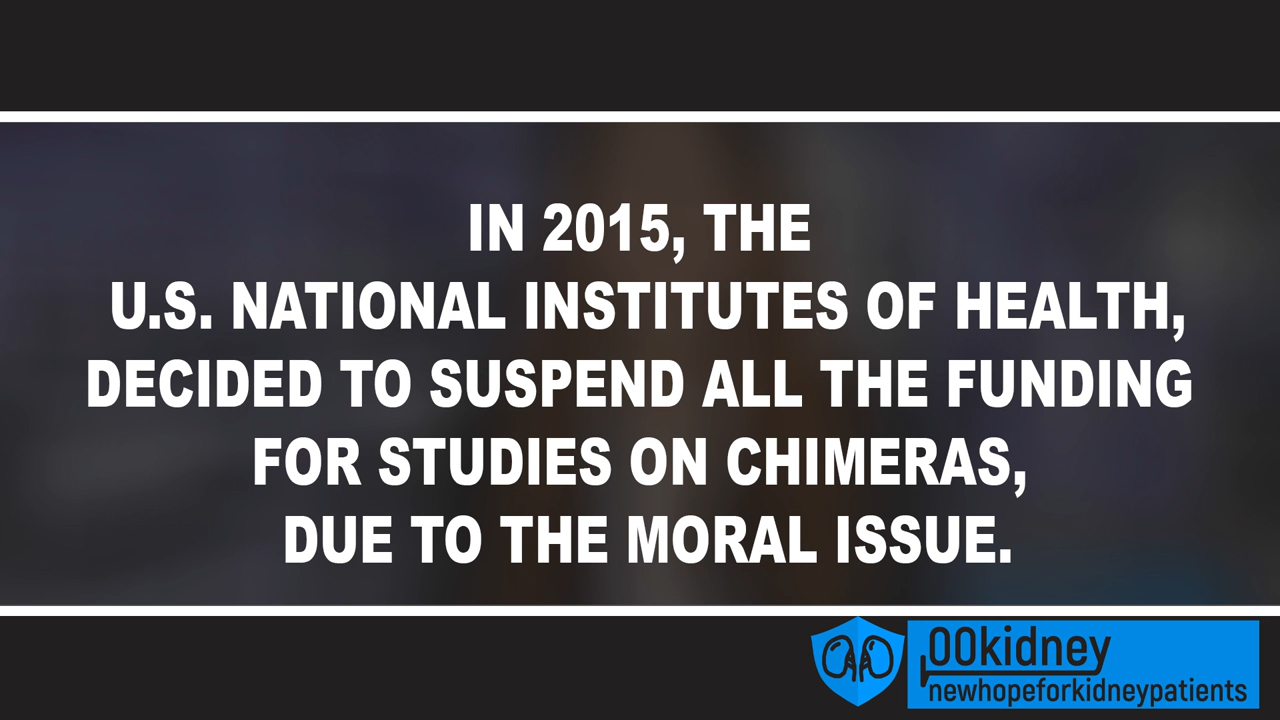 IN 2015, THE
U.S. NATIONAL INSTITUTES OF HEALTH,
DECIDED TO SUSPEND ALL THE FUNDING
FOR STUDIES ON CHIMERAS,
DUE TO THE MORAL ISSUE.
00kidney
newhopeforkidneypatients